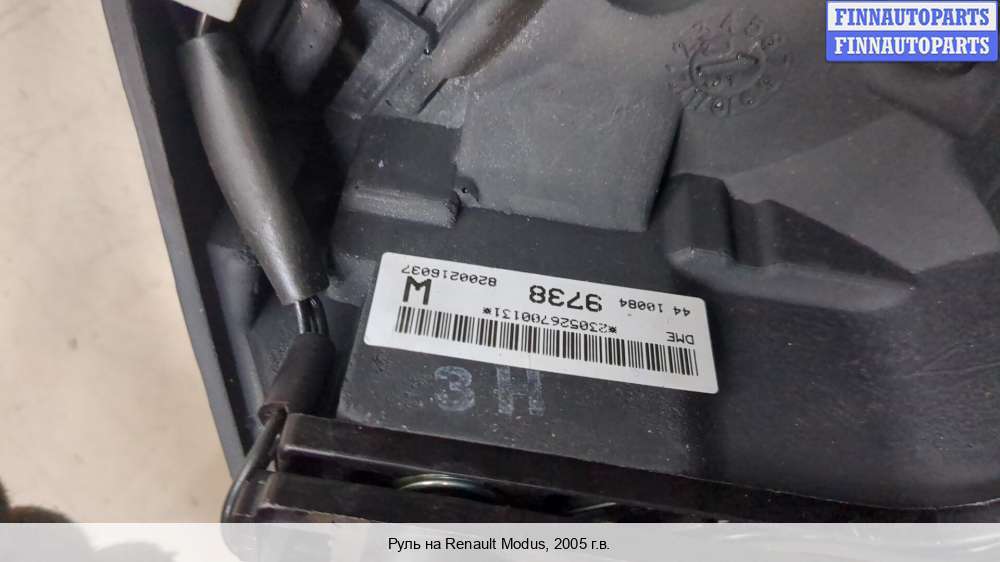 FINNAUTOPARTS
FINNAUTOPARTS
8200216037
W
9738
44 10084
*230526700131*
DME
3H
Руль на Renault Modus, 2005 г.в.